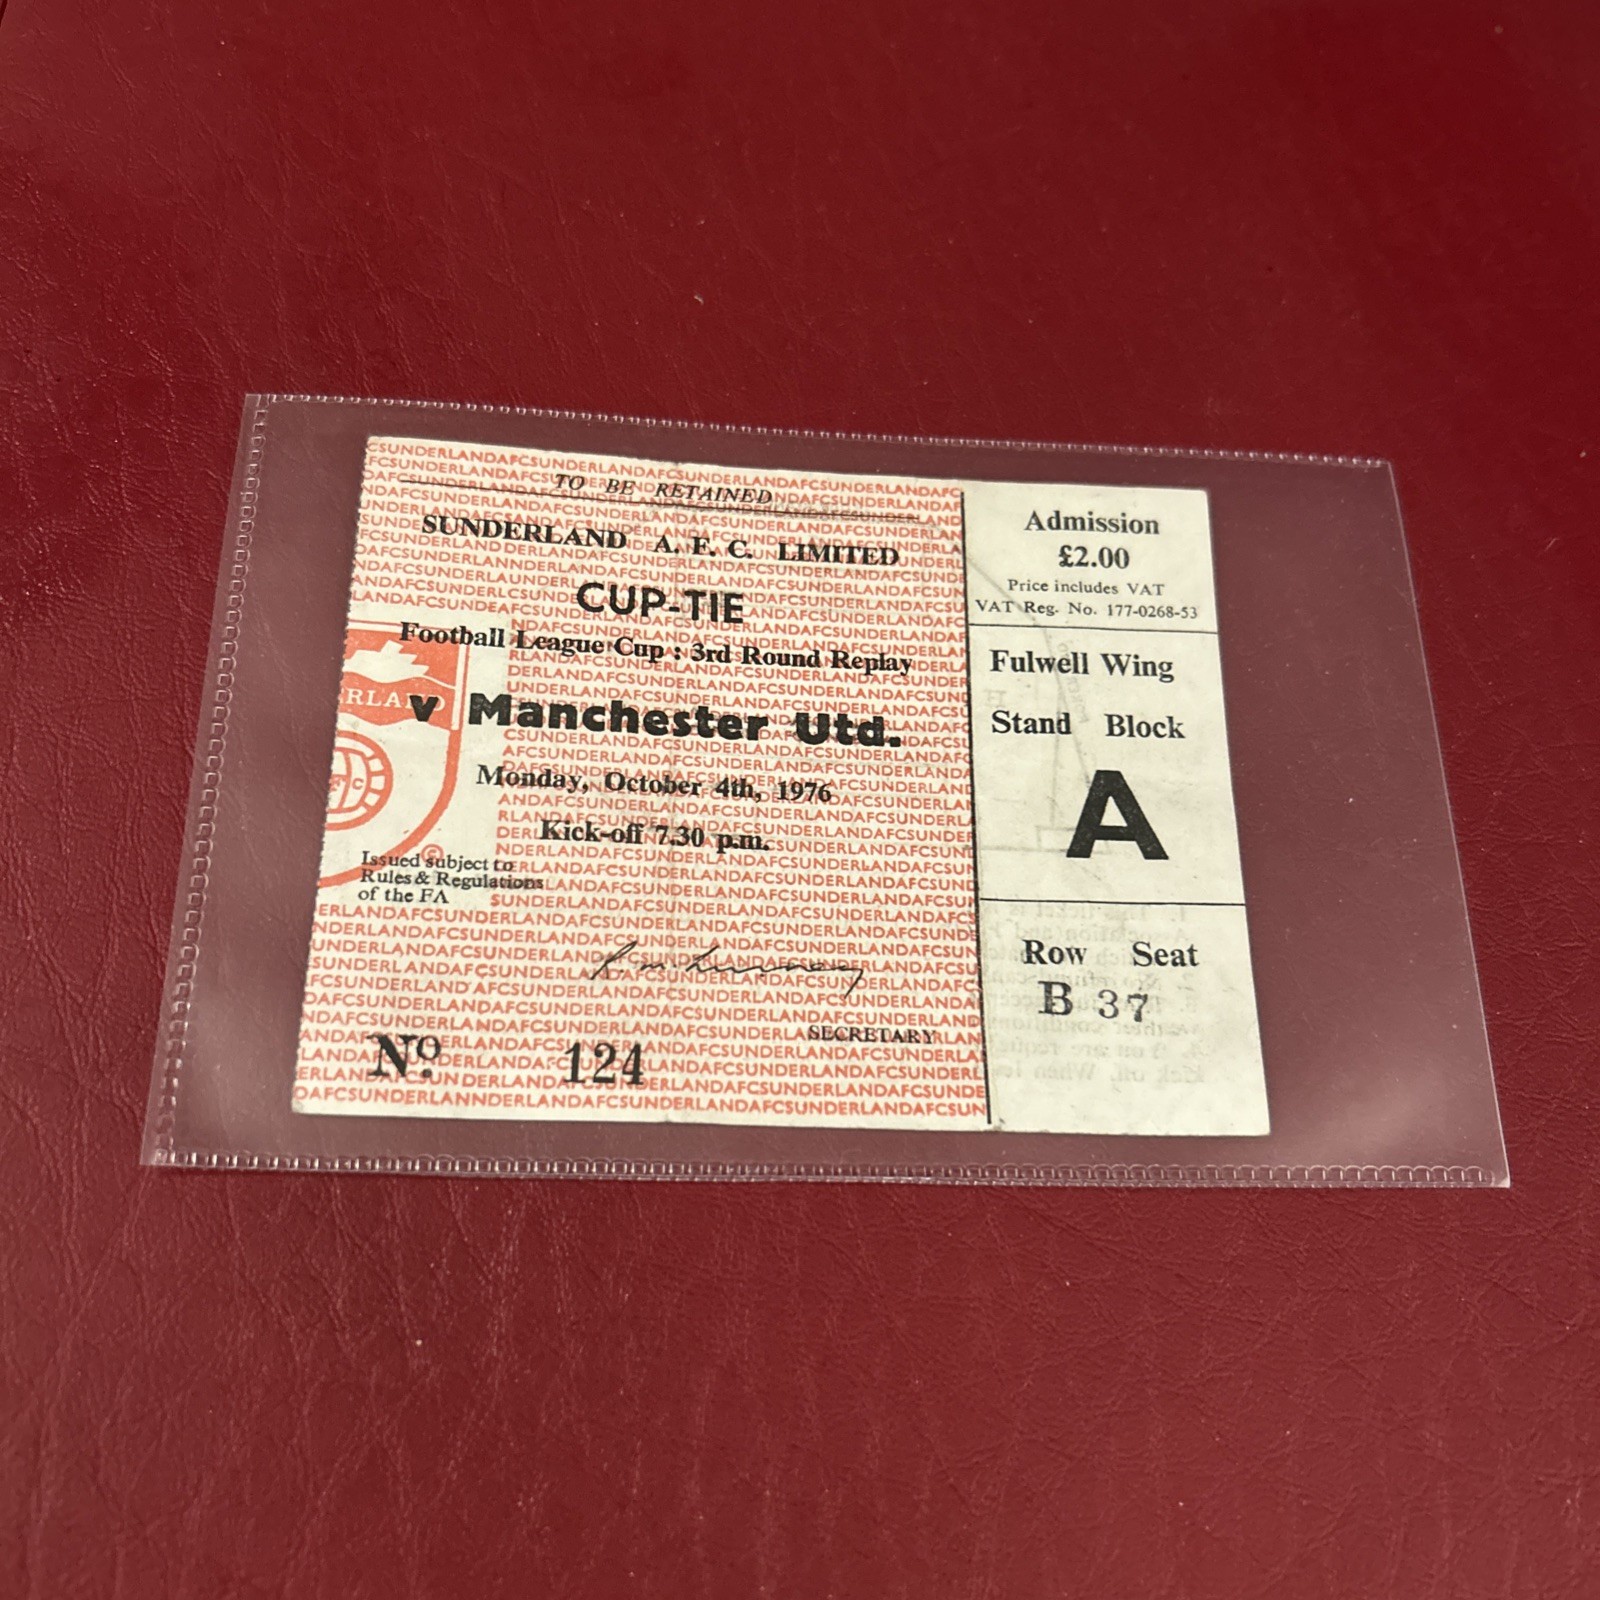 TO BE RETAINED
SUNDERLAND A. F. C. LIMITED
CUP-TIE
Football League Cup : 3rd Round Replay
v Manchester Utd.
Monday, October 4th, 1976
Kick-off 7.30 p.m.
RLAND
Issued subject to
Rules & Regulations
of the FA
SECRETARY
Nº. 124
Admission
£2.00
Price includes VAT
VAT Reg. No. 177-0268-53
Fulwell Wing
Stand Block
A
Row Seat
B 37